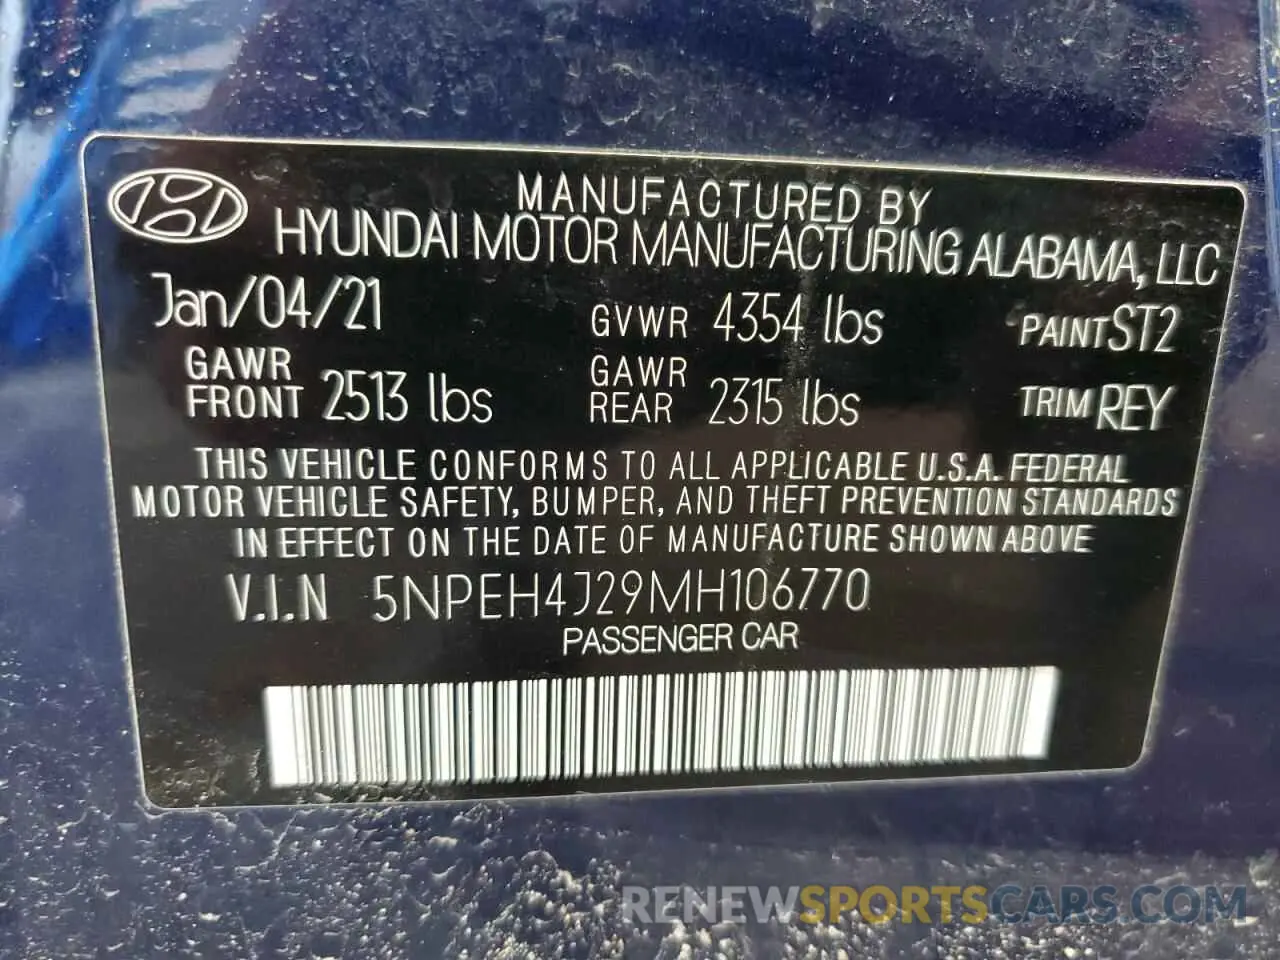 MANUFACTURED BY
HYUNDAI MOTOR MANUFACTURING ALABAMA, LLC
Jan/04/21 GVWR 4354 lbs PAINT ST2
GAWR FRONT 2513 lbs GAWR REAR 2315 lbs TRIM REY
THIS VEHICLE CONFORMS TO ALL APPLICABLE U.S.A. FEDERAL
MOTOR VEHICLE SAFETY, BUMPER, AND THEFT PREVENTION STANDARDS
IN EFFECT ON THE DATE OF MANUFACTURE SHOWN ABOVE
V.I.N 5NPEH4J29MH106770
PASSENGER CAR
RENEWSPORTSCARS.COM